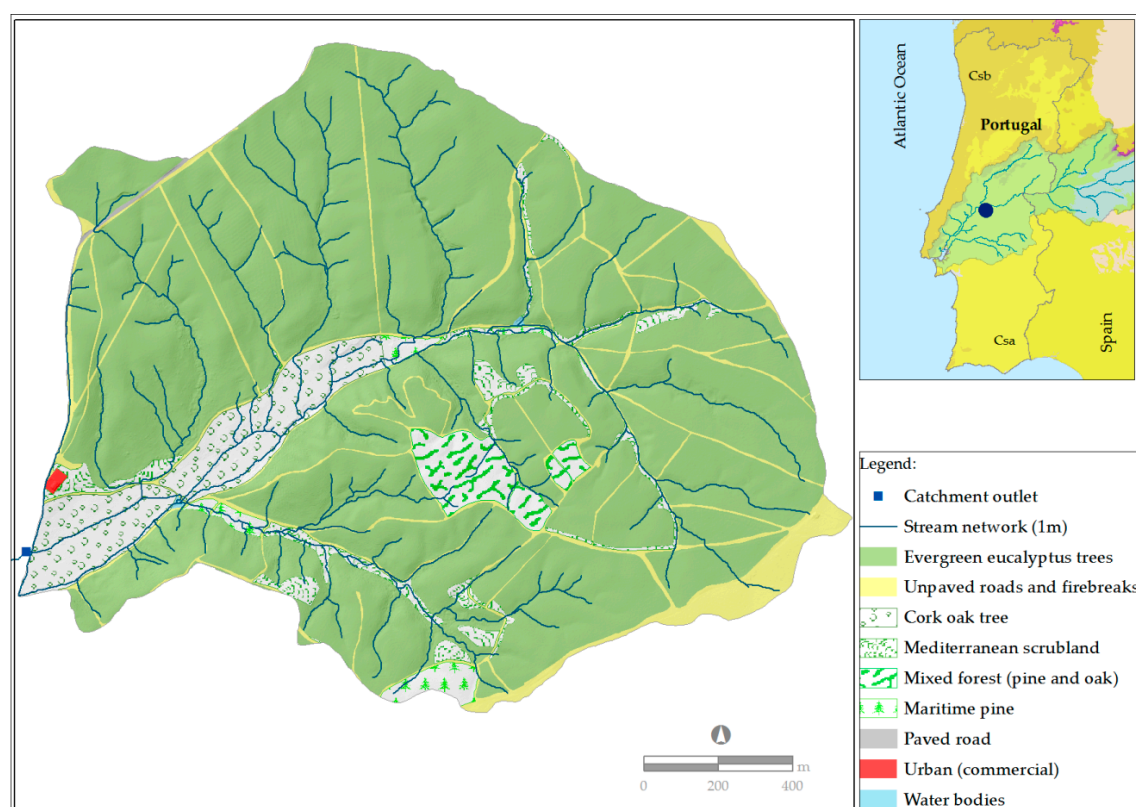 Atlantic Ocean
Csb
Portugal
Csa
Spain
Legend:
Catchment outlet
Stream network (1m)
Evergreen eucalyptus trees
Unpaved roads and firebreaks
Cork oak tree
Mediterranean scrubland
Mixed forest (pine and oak)
Maritime pine
Paved road
Urban (commercial)
Water bodies
m
0 200 400